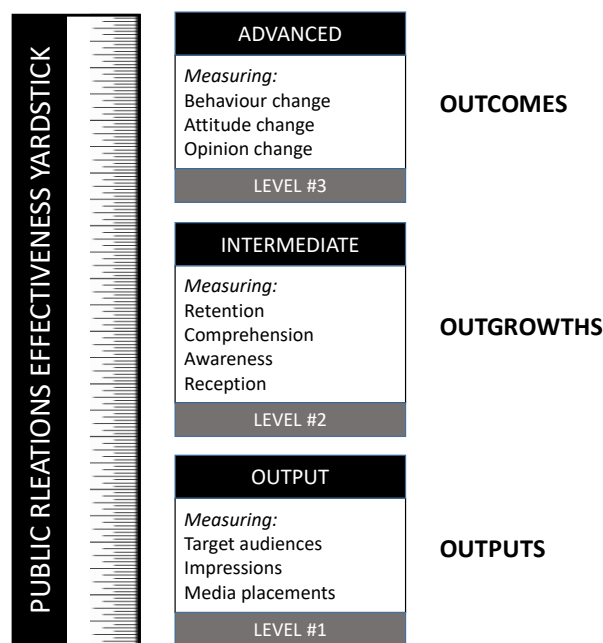 PUBLIC RLEATIONS EFFECTIVENESS YARDSTICK
ADVANCED
Measuring:
Behaviour change
Attitude change
Opinion change
LEVEL #3
OUTCOMES
INTERMEDIATE
Measuring:
Retention
Comprehension
Awareness
Reception
LEVEL #2
OUTGROWTHS
OUTPUT
Measuring:
Target audiences
Impressions
Media placements
LEVEL #1
OUTPUTS